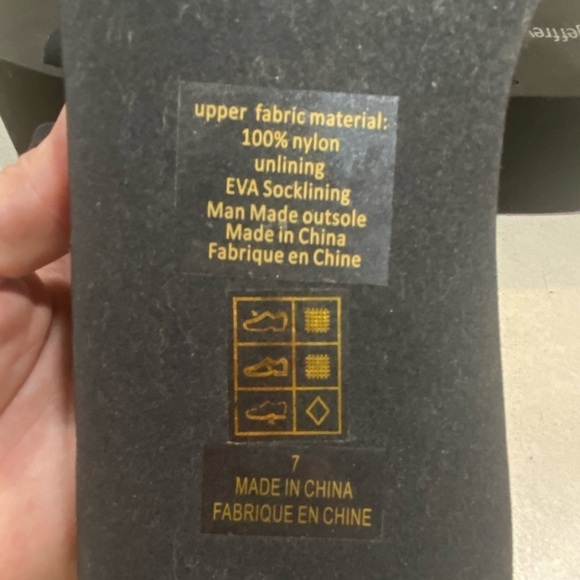 upper fabric material:
100% nylon
unlining
EVA Socklining
Man Made outsole
Made in China
Fabrique en Chine
7
MADE IN CHINA
FABRIQUE EN CHINE